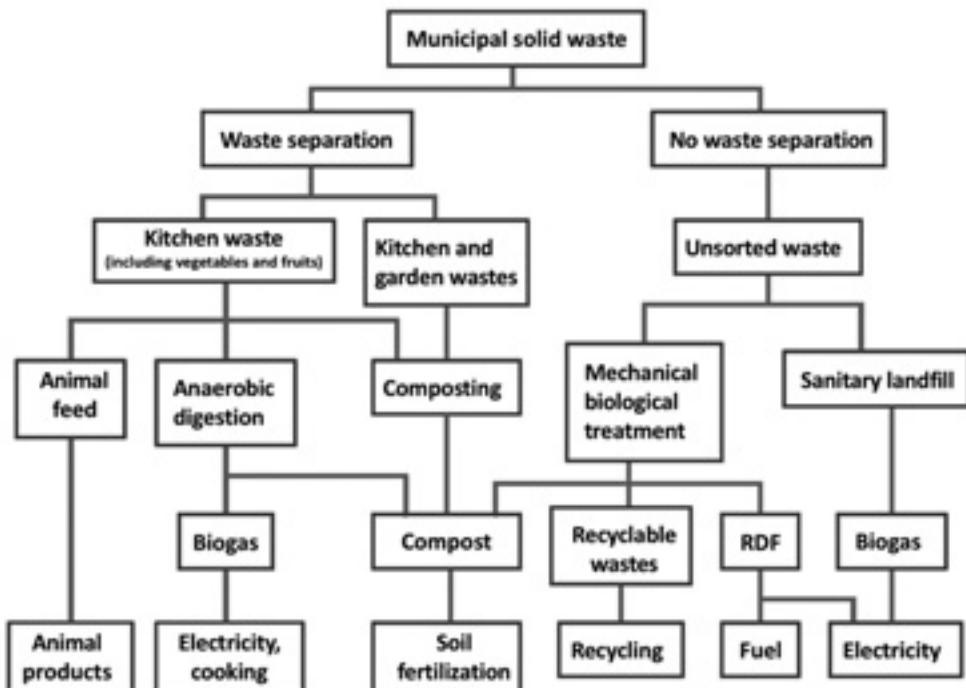 Municipal solid waste
Waste separation
No waste separation
Kitchen waste
(including vegetables and fruits)
Kitchen and
garden wastes
Unsorted waste
Animal
feed
Anaerobic
digestion
Composting
Mechanical
biological
treatment
Sanitary landfill
Biogas
Compost
Recyclable
wastes
RDF
Biogas
Animal
products
Electricity,
cooking
Soil
fertilization
Recycling
Fuel
Electricity